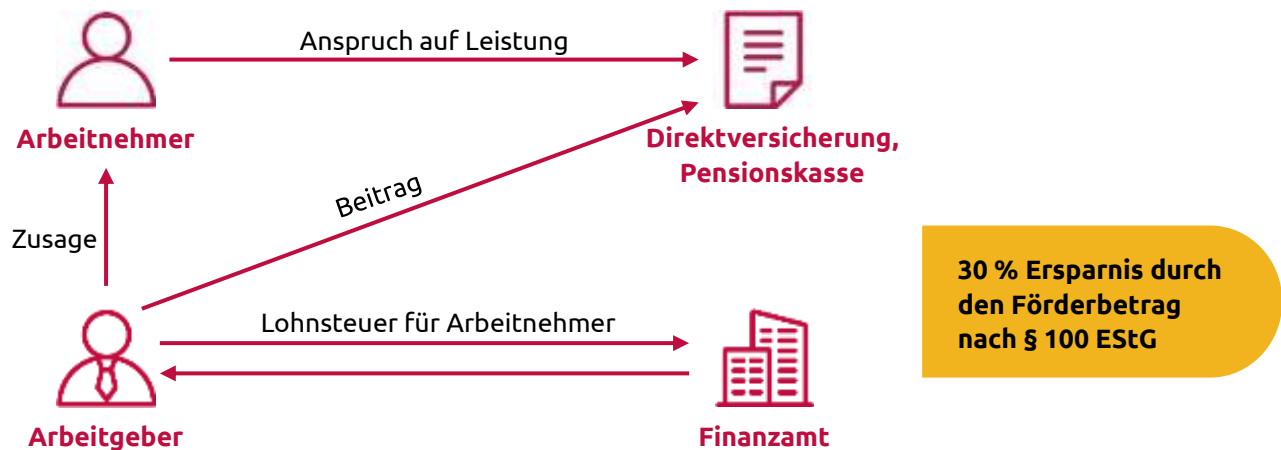 Anspruch auf Leistung
Arbeitnehmer
Direktversicherung,
Pensionskasse
Beitrag
Zusage
30 % Ersparnis durch
den Förderbetrag
nach § 100 EStG
Lohnsteuer für Arbeitnehmer
Arbeitgeber
Finanzamt